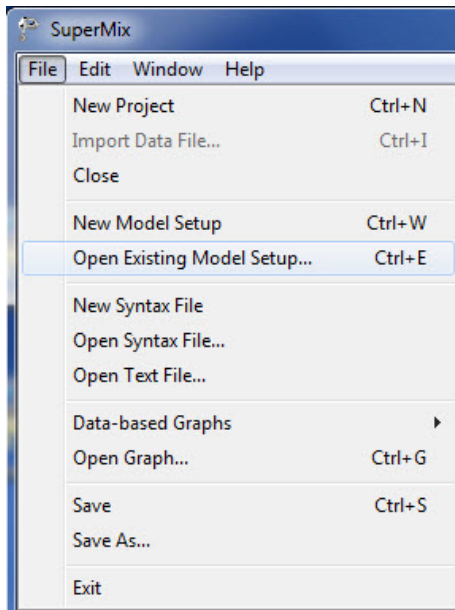 SuperMix
File Edit Window Help
New Project Ctrl+N
Import Data File... Ctrl+I
Close
New Model Setup Ctrl+W
Open Existing Model Setup... Ctrl+E
New Syntax File
Open Syntax File...
Open Text File...
Data-based Graphs
Open Graph... Ctrl+G
Save Ctrl+S
Save As...
Exit